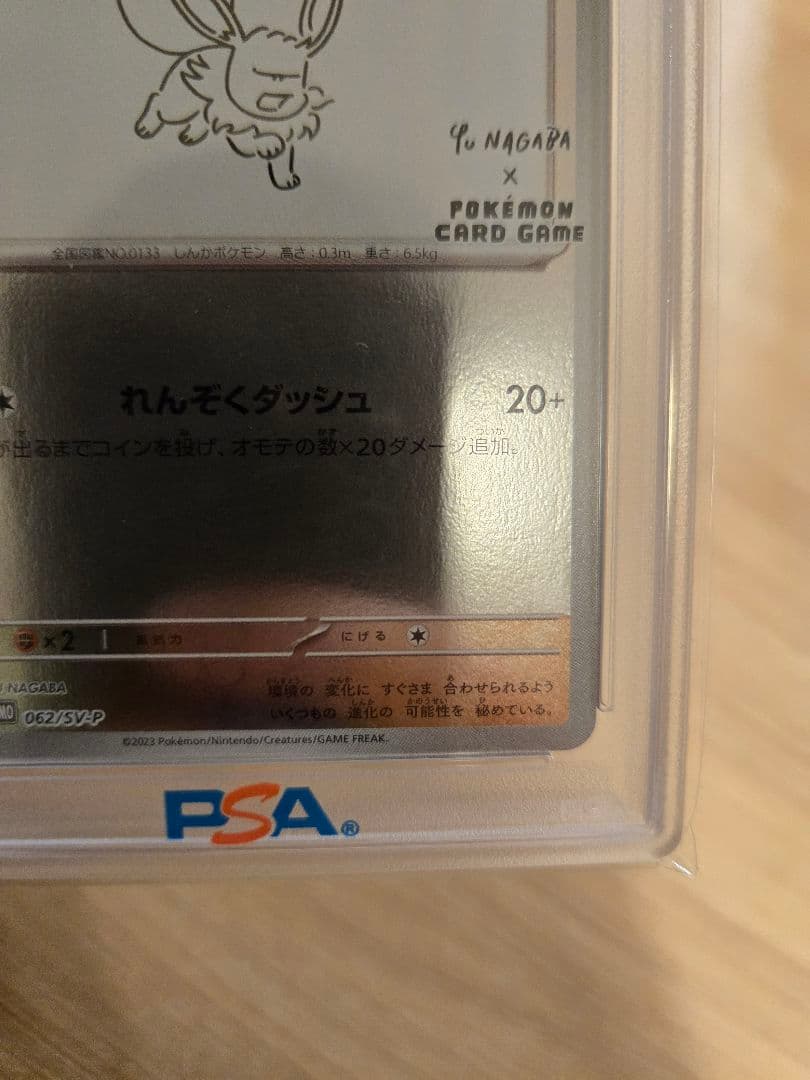 Yu NAGABA
×
POKÉMON
CARD GAME
全国図鑑NO.0133 しんかポケモン 高さ:0.3m 重さ:6.5kg
れんぞくダッシュ 20+
が出るまでコインを投げ、オモテの数×20ダメージ追加。
×2 抵抗力 にげる
NAGABA
環境の 変化に すぐさま 合わせられるよう
062/SV-P いくつもの 進化の 可能性を 秘めている。
©2023 Pokémon/Nintendo/Creatures/GAME FREAK.
PSA®